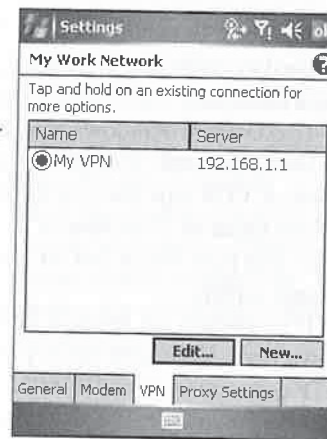 Settings
My Work Network
Tap and hold on an existing connection for
more options.
Name Server
My VPN 192.168.1.1
Edit... New...
General Modem VPN Proxy Settings